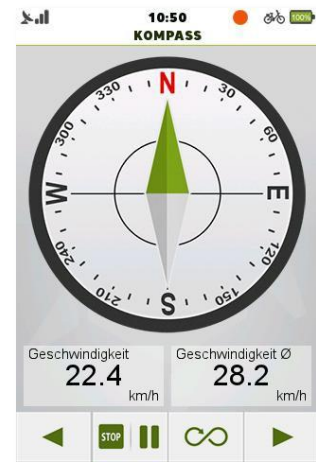 10:50
100%
KOMPASS
N
30
60
E
120
150
S
210
240
W
300
330
Geschwindigkeit
22.4
km/h
Geschwindigkeit Ø
28.2
km/h
STOP